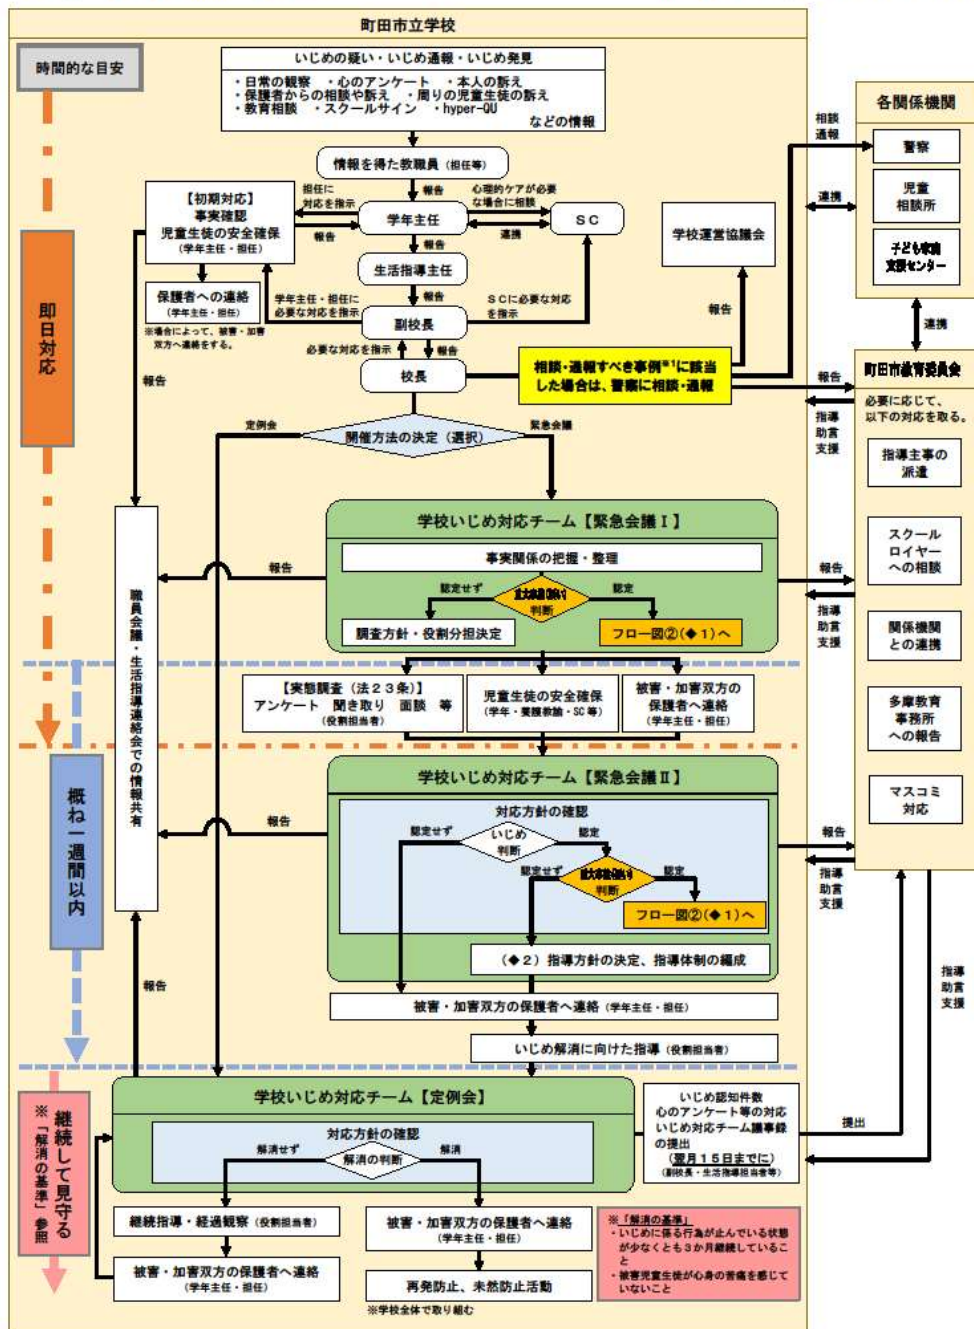 町田市立学校
時間的な目安
いじめの疑い・いじめ通報・いじめ発見
・日常の観察　・心のアンケート　・本人の訴え
・保護者からの相談や訴え　・周りの児童生徒の訴え
・教育相談　・スクールサイン　・hyper-QU
などの情報
情報を得た教職員（担任等）
報告
担任に
対応を指示
心理的ケアが必要
な場合に相談
【初期対応】
事実確認
児童生徒の安全確保
（学年主任・担任）
報告
学年主任
連携
SC
報告
生活指導主任
保護者への連絡
（学年主任・担任）
※場合によって、被害・加害
双方へ連絡をする。
学年主任・担任に
必要な対応を指示
報告
SCに必要な対応
を指示
副校長
必要な対応を指示
報告
校長
学校運営協議会
報告
相談・通報すべき事例※1に該当
した場合は、警察に相談・通報
相談
通報
連携
各関係機関
警察
児童
相談所
子ども家庭
支援センター
連携
即日対応
報告
定例会
開催方法の決定（選択）
緊急会議
報告
指導
助言
支援
町田市教育委員会
必要に応じて、
以下の対応を取る。
指導主事の
派遣
スクール
ロイヤー
への相談
関係機関
との連携
多摩教育
事務所
への報告
マスコミ
対応
学校いじめ対応チーム【緊急会議Ⅰ】
事実関係の把握・整理
認定せず
判断
認定
調査方針・役割分担決定
フロー図②(◆1)へ
報告
報告
指導
助言
支援
職員会議・生活指導連絡会での情報共有
【実態調査（法23条）】
アンケート　聞き取り　面談　等
（役割担当者）
児童生徒の安全確保
（学年・養護教諭・SC等）
被害・加害双方の
保護者へ連絡
（学年主任・担任）
概ね一週間以内
学校いじめ対応チーム【緊急会議Ⅱ】
対応方針の確認
認定せず
いじめ
判断
認定
認定せず
判断
認定
フロー図②(◆1)へ
(◆2) 指導方針の決定、指導体制の編成
報告
報告
指導
助言
支援
被害・加害双方の保護者へ連絡（学年主任・担任）
いじめ解消に向けた指導（役割担当者）
報告
指導
助言
支援
継続して見守る
※「解消の基準」参照
学校いじめ対応チーム【定例会】
対応方針の確認
解消せず
解消の判断
解消
いじめ認知件数
心のアンケート等の対応
いじめ対応チーム議事録
の提出
（翌月15日までに）
（副校長・生活指導担当者等）
提出
継続指導・経過観察（役割担当者）
被害・加害双方の保護者へ連絡
（学年主任・担任）
被害・加害双方の保護者へ連絡
（学年主任・担任）
再発防止、未然防止活動
※学校全体で取り組む
※「解消の基準」
・いじめに係る行為が止んでいる状態
が少なくとも3か月継続しているこ
と
・被害児童生徒が心身の苦痛を感じて
いないこと